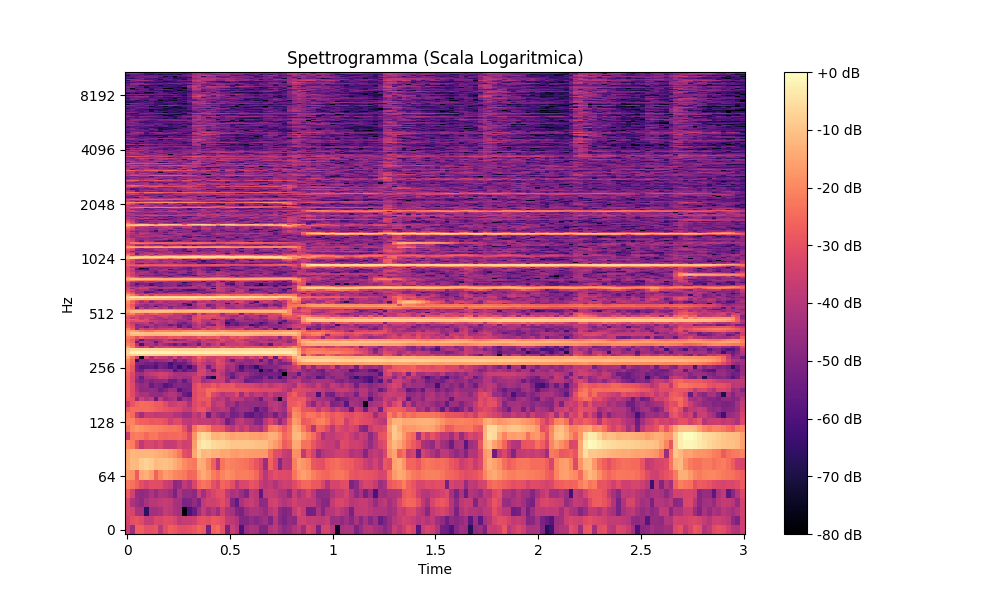 Spettrogramma (Scala Logaritmica)
8192
4096
2048
1024
512
256
128
64
0
Hz
0
0.5
1
1.5
2
2.5
3
Time
+0 dB
-10 dB
-20 dB
-30 dB
-40 dB
-50 dB
-60 dB
-70 dB
-80 dB